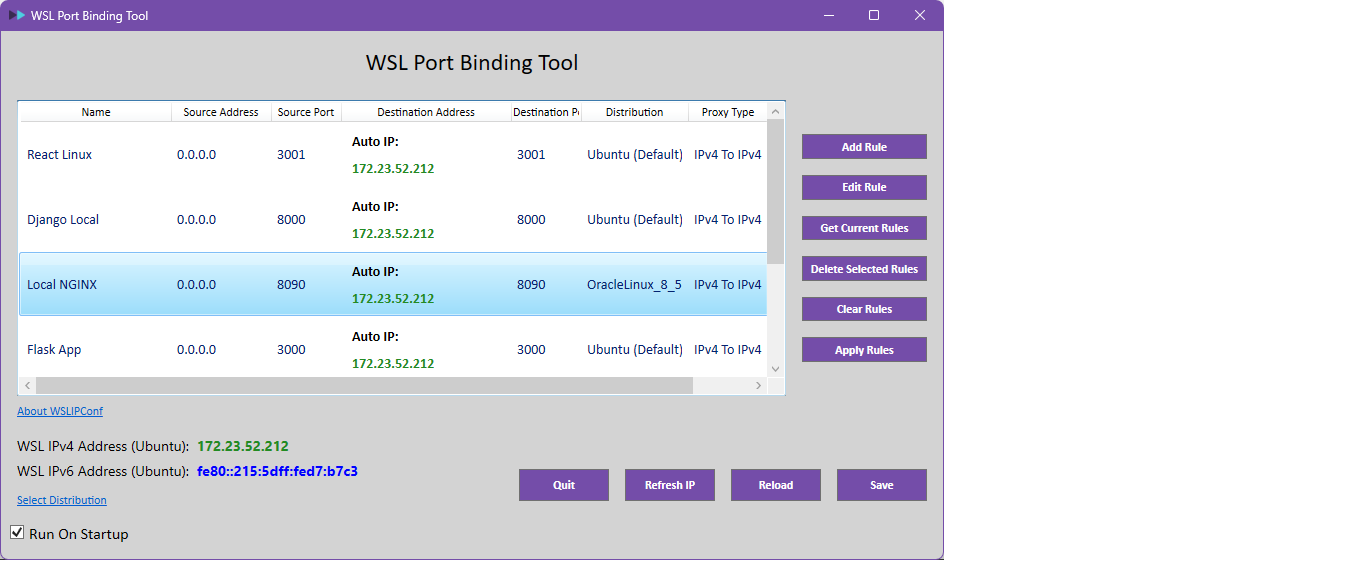 WSL Port Binding Tool
WSL Port Binding Tool
Name Source Address Source Port Destination Address Destination P Distribution Proxy Type
React Linux 0.0.0.0 3001 Auto IP: 172.23.52.212 3001 Ubuntu (Default) IPv4 To IPv4
Django Local 0.0.0.0 8000 Auto IP: 172.23.52.212 8000 Ubuntu (Default) IPv4 To IPv4
Local NGINX 0.0.0.0 8090 Auto IP: 172.23.52.212 8090 OracleLinux_8_5 IPv4 To IPv4
Flask App 0.0.0.0 3000 Auto IP: 172.23.52.212 3000 Ubuntu (Default) IPv4 To IPv4
Add Rule
Edit Rule
Get Current Rules
Delete Selected Rules
Clear Rules
Apply Rules
About WSLIPConf
WSL IPv4 Address (Ubuntu): 172.23.52.212
WSL IPv6 Address (Ubuntu): fe80::215:5dff:fed7:b7c3
Select Distribution
Quit Refresh IP Reload Save
Run On Startup